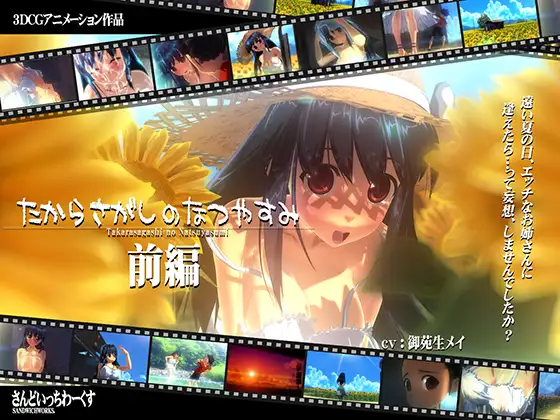 3DCGアニメーション作品
遠い夏の日。エッチなお姉さんに
逢えたら…って妄想、しませんでしたか？
たからさがしのなつやすみ
Takarasagashi no Natsuyasumi
前編
cv：御苑生メイ
さんどいっちわーくす
SANDWICHWORKS.